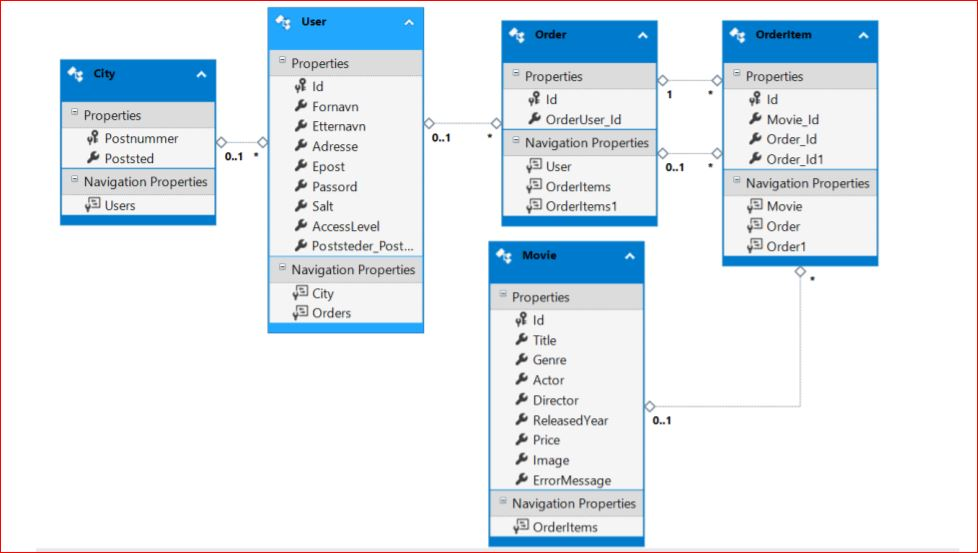 City
Properties
Postnummer
Poststed
Navigation Properties
Users
0..1 *
User
Properties
Id
Fornavn
Etternavn
Adresse
Epost
Passord
Salt
AccessLevel
Poststeder_Post...
Navigation Properties
City
Orders
0..1 *
Order
Properties
Id
OrderUser_Id
Navigation Properties
User
OrderItems
OrderItems1
1 *
0..1 *
OrderItem
Properties
Id
Movie_Id
Order_Id
Order_Id1
Navigation Properties
Movie
Order
Order1
*
Movie
Properties
Id
Title
Genre
Actor
Director
ReleasedYear
Price
Image
ErrorMessage
Navigation Properties
OrderItems
0..1